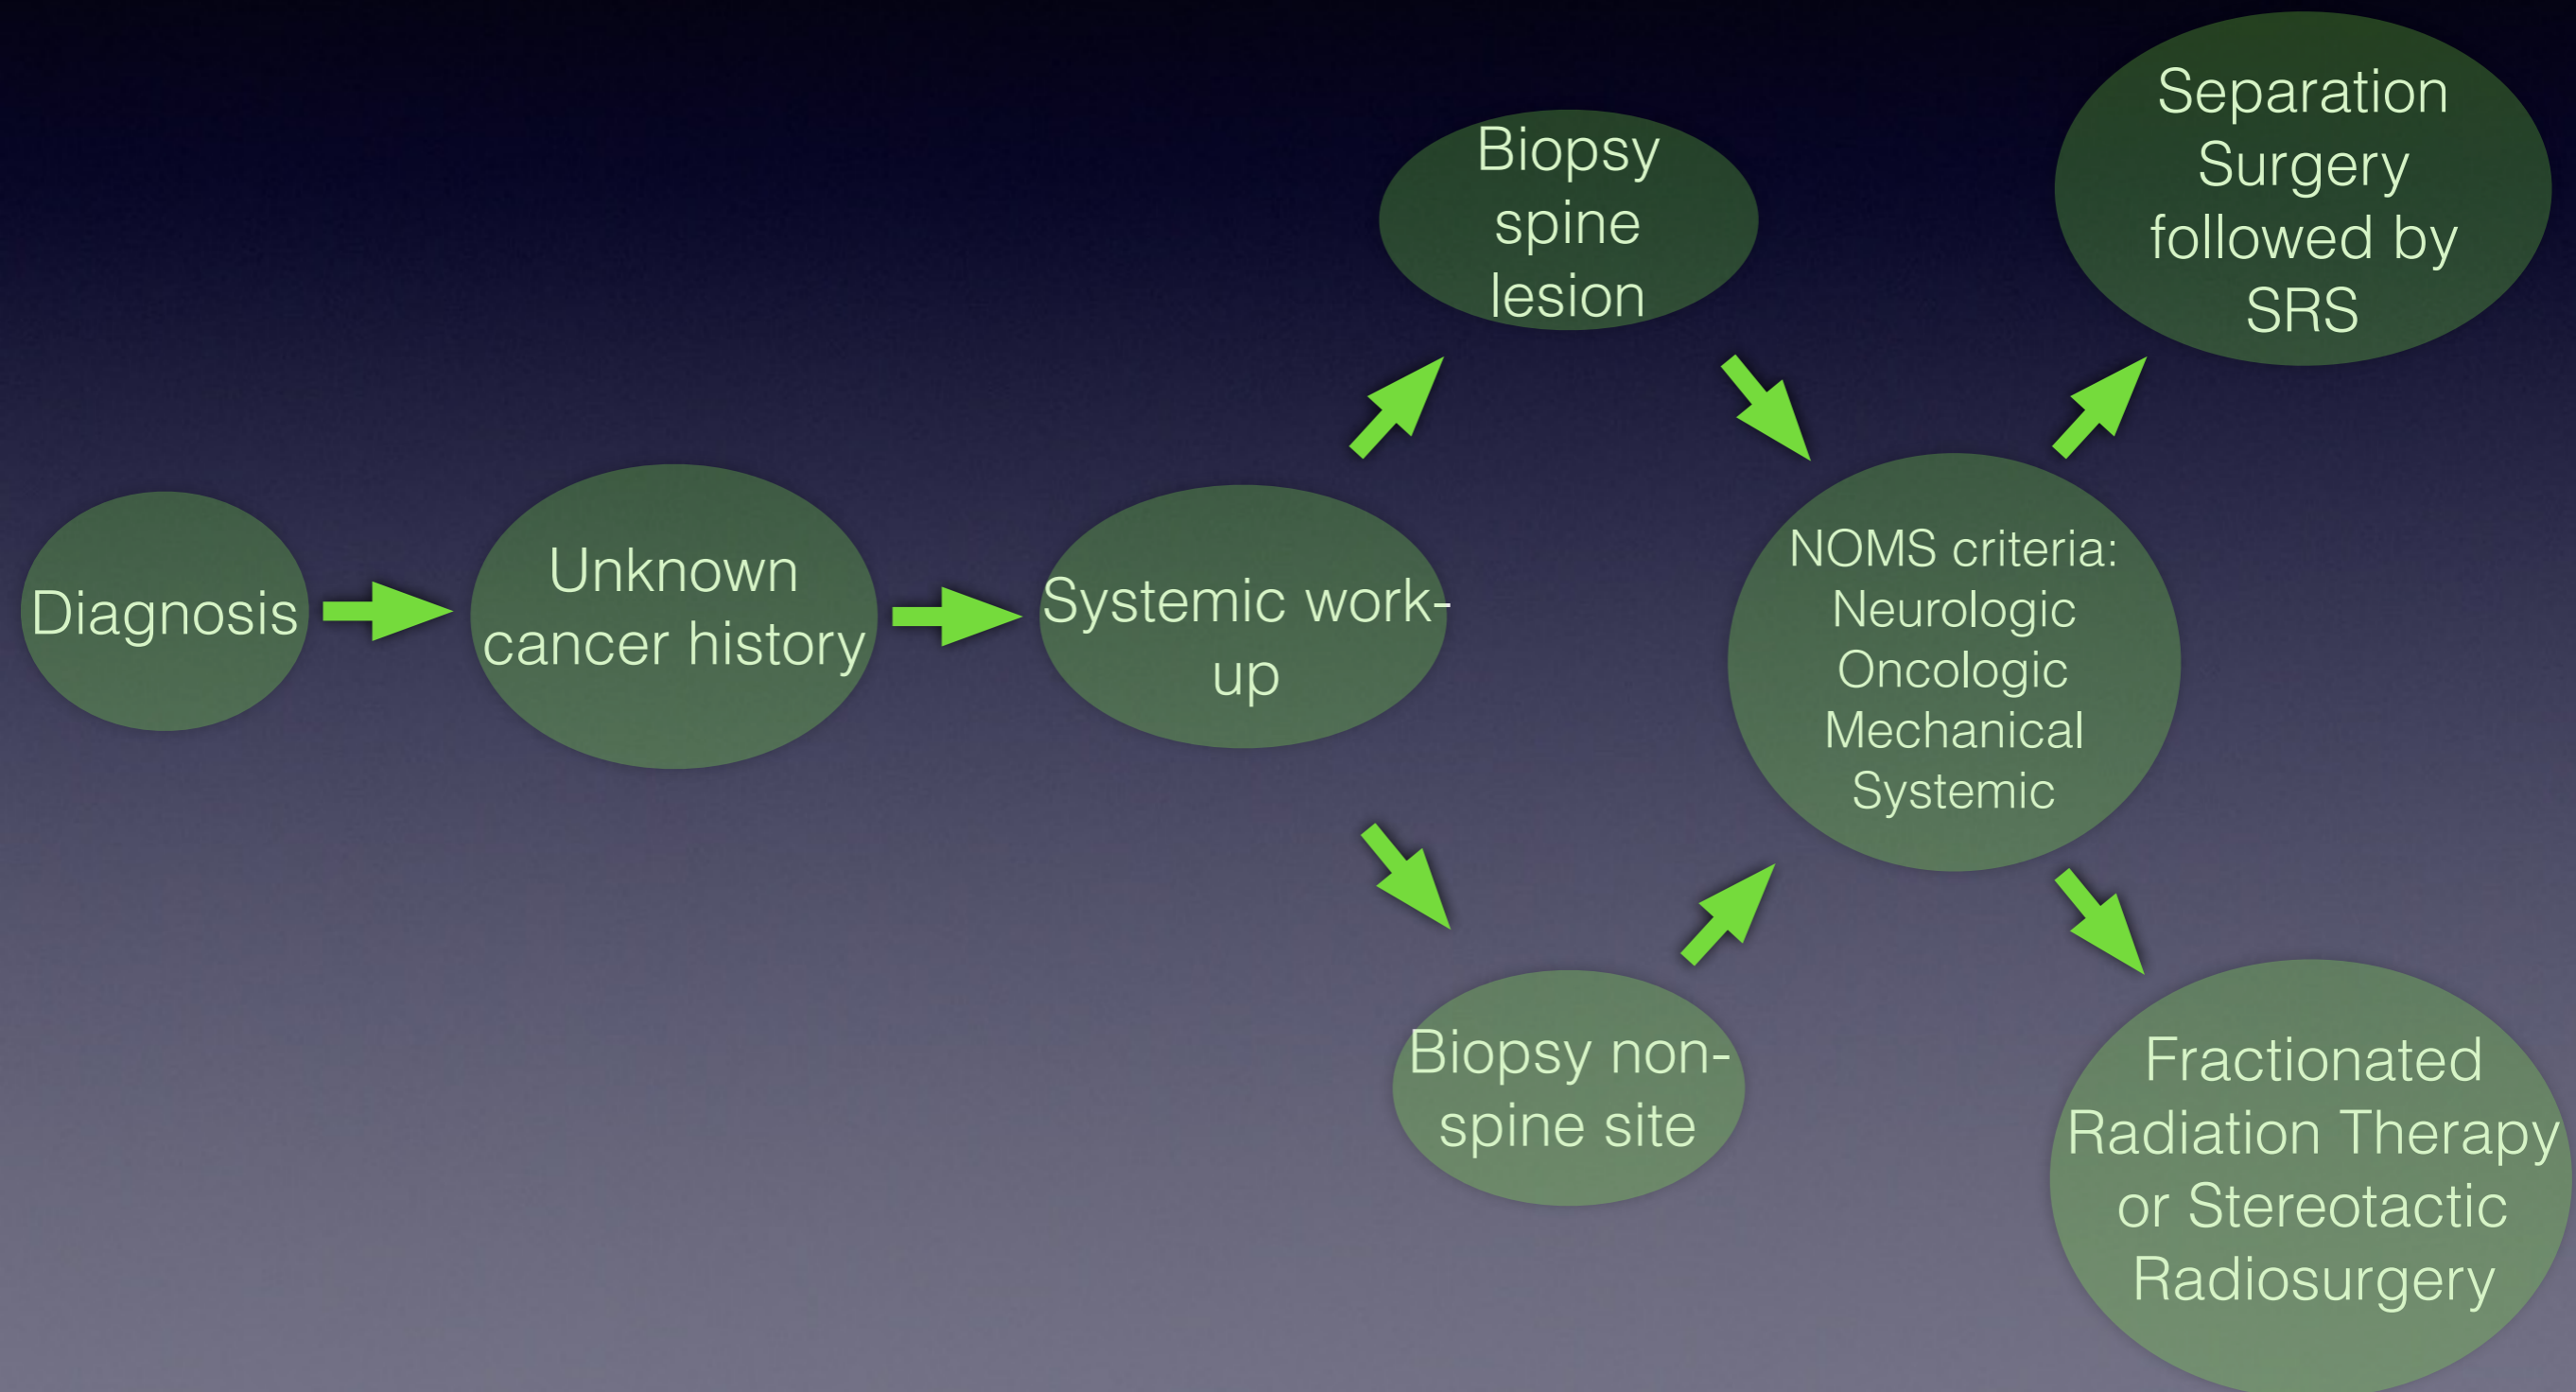 Diagnosis
Unknown
cancer history
Systemic work-
up
Biopsy
spine
lesion
Biopsy non-
spine site
NOMS criteria:
Neurologic
Oncologic
Mechanical
Systemic
Separation
Surgery
followed by
SRS
Fractionated
Radiation Therapy
or Stereotactic
Radiosurgery